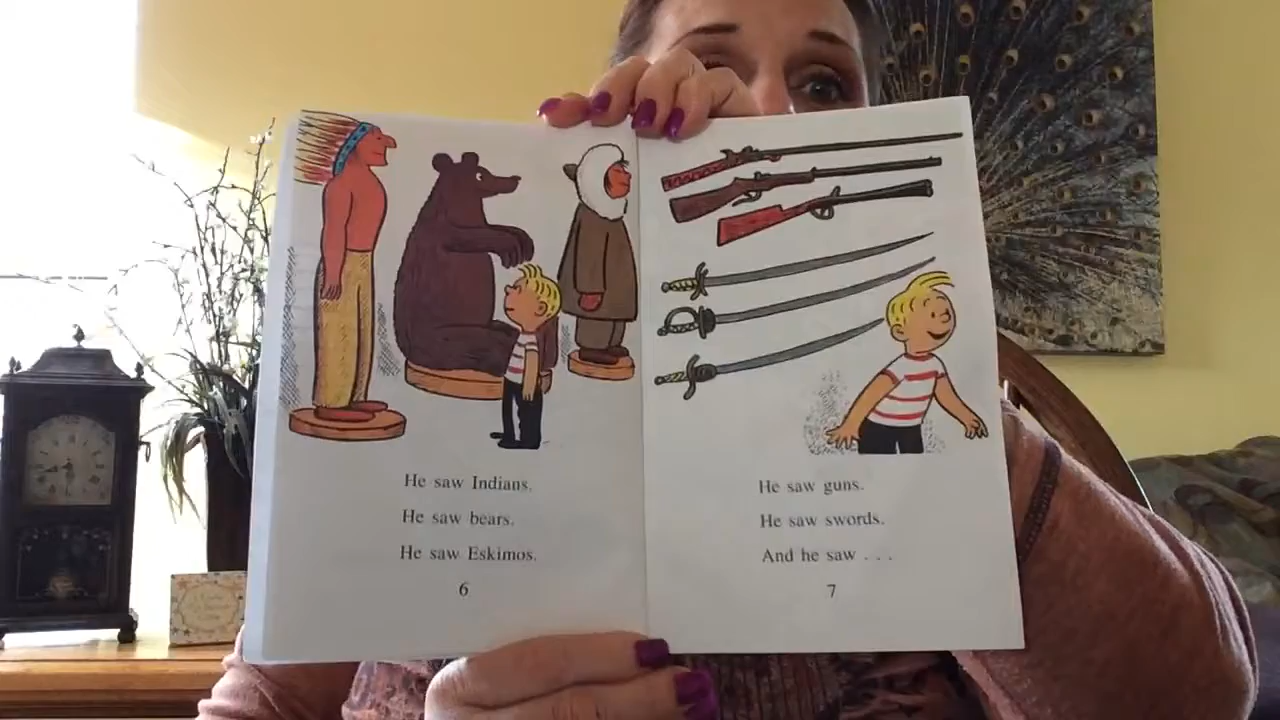 He saw Indians.
He saw bears.
He saw Eskimos.
6
He saw guns.
He saw swords.
And he saw . . .
7